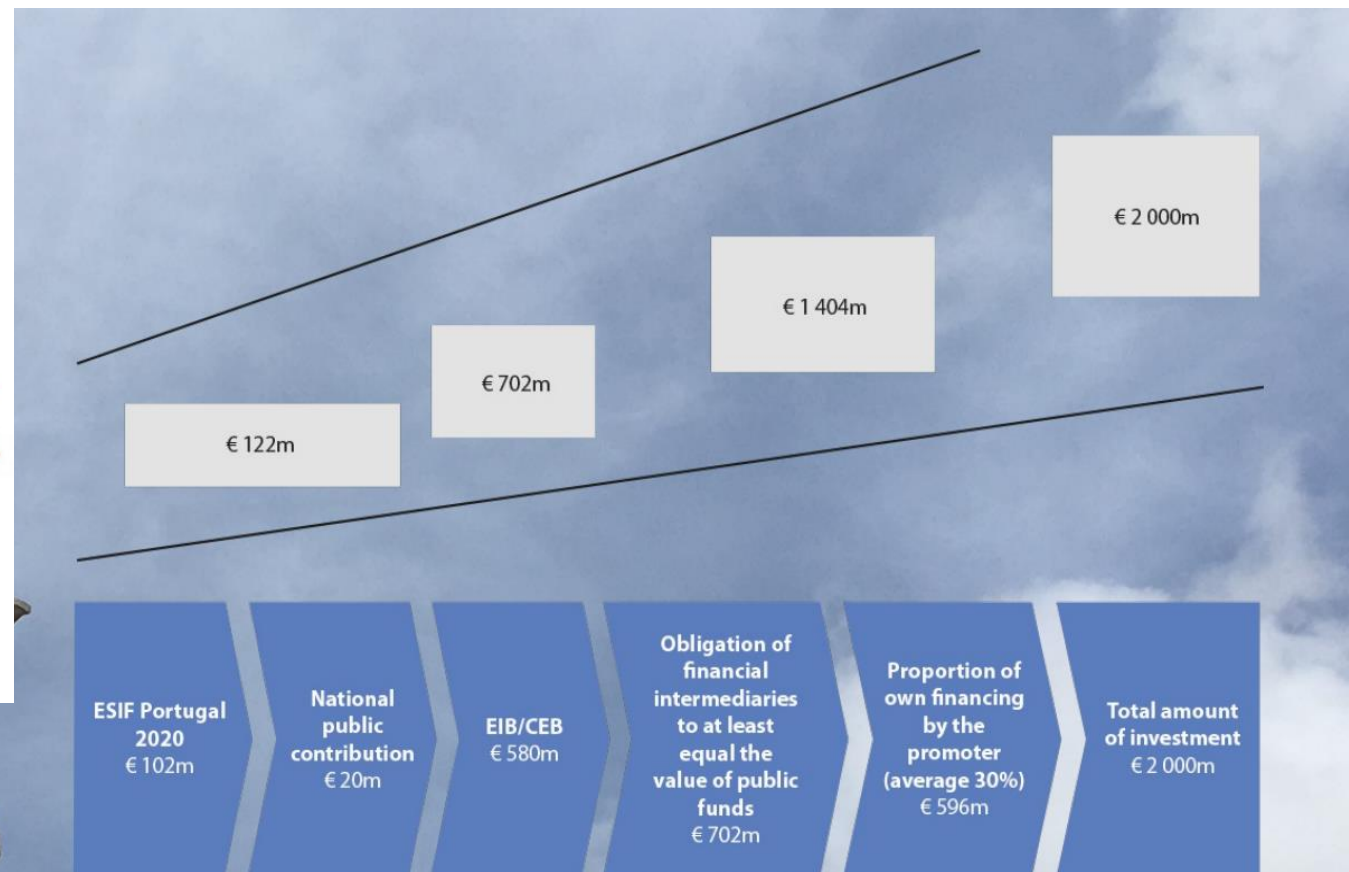 € 2 000m
€ 1 404m
€ 702m
€ 122m
ESIF Portugal
2020
€ 102m
National
public
contribution
€ 20m
EIB/CEB
€ 580m
Obligation of
financial
intermediaries
to at least
equal the
value of public
funds
€ 702m
Proportion of
own financing
by the
promoter
(average 30%)
€ 596m
Total amount
of investment
€ 2 000m